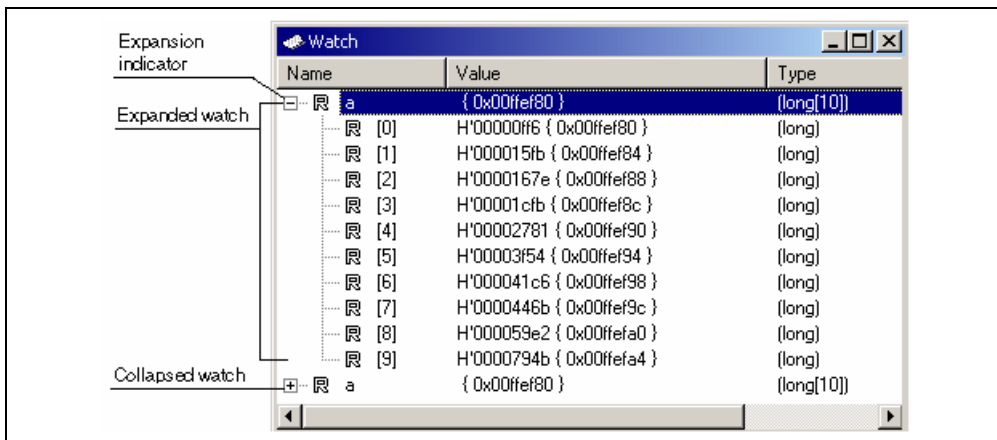 Expansion indicator
Expanded watch
Collapsed watch
Watch
Name Value Type
R a { 0x00ffef80 } (long[10])
R [0] H'00000ff6 { 0x00ffef80 } (long)
R [1] H'000015fb { 0x00ffef84 } (long)
R [2] H'0000167e { 0x00ffef88 } (long)
R [3] H'00001cfb { 0x00ffef8c } (long)
R [4] H'00002781 { 0x00ffef90 } (long)
R [5] H'00003f54 { 0x00ffef94 } (long)
R [6] H'000041c6 { 0x00ffef98 } (long)
R [7] H'0000446b { 0x00ffef9c } (long)
R [8] H'000059e2 { 0x00ffefa0 } (long)
R [9] H'0000794b { 0x00ffefa4 } (long)
R a { 0x00ffef80 } (long[10])